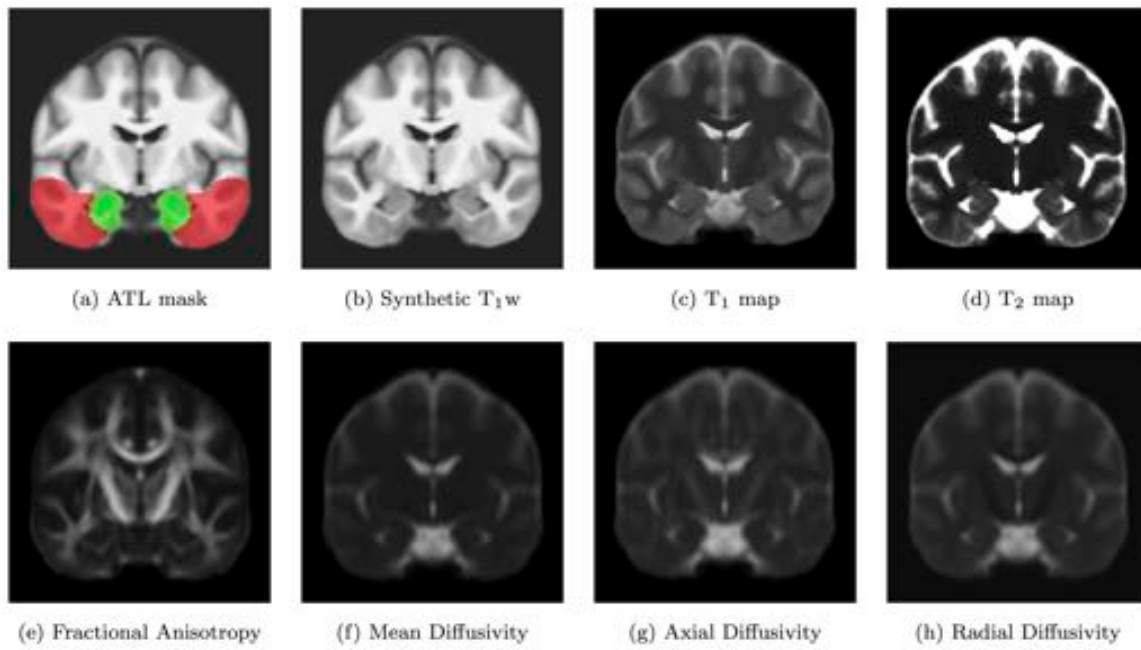 (a) ATL mask
(b) Synthetic T₁w
(c) T₁ map
(d) T₂ map
(e) Fractional Anisotropy
(f) Mean Diffusivity
(g) Axial Diffusivity
(h) Radial Diffusivity